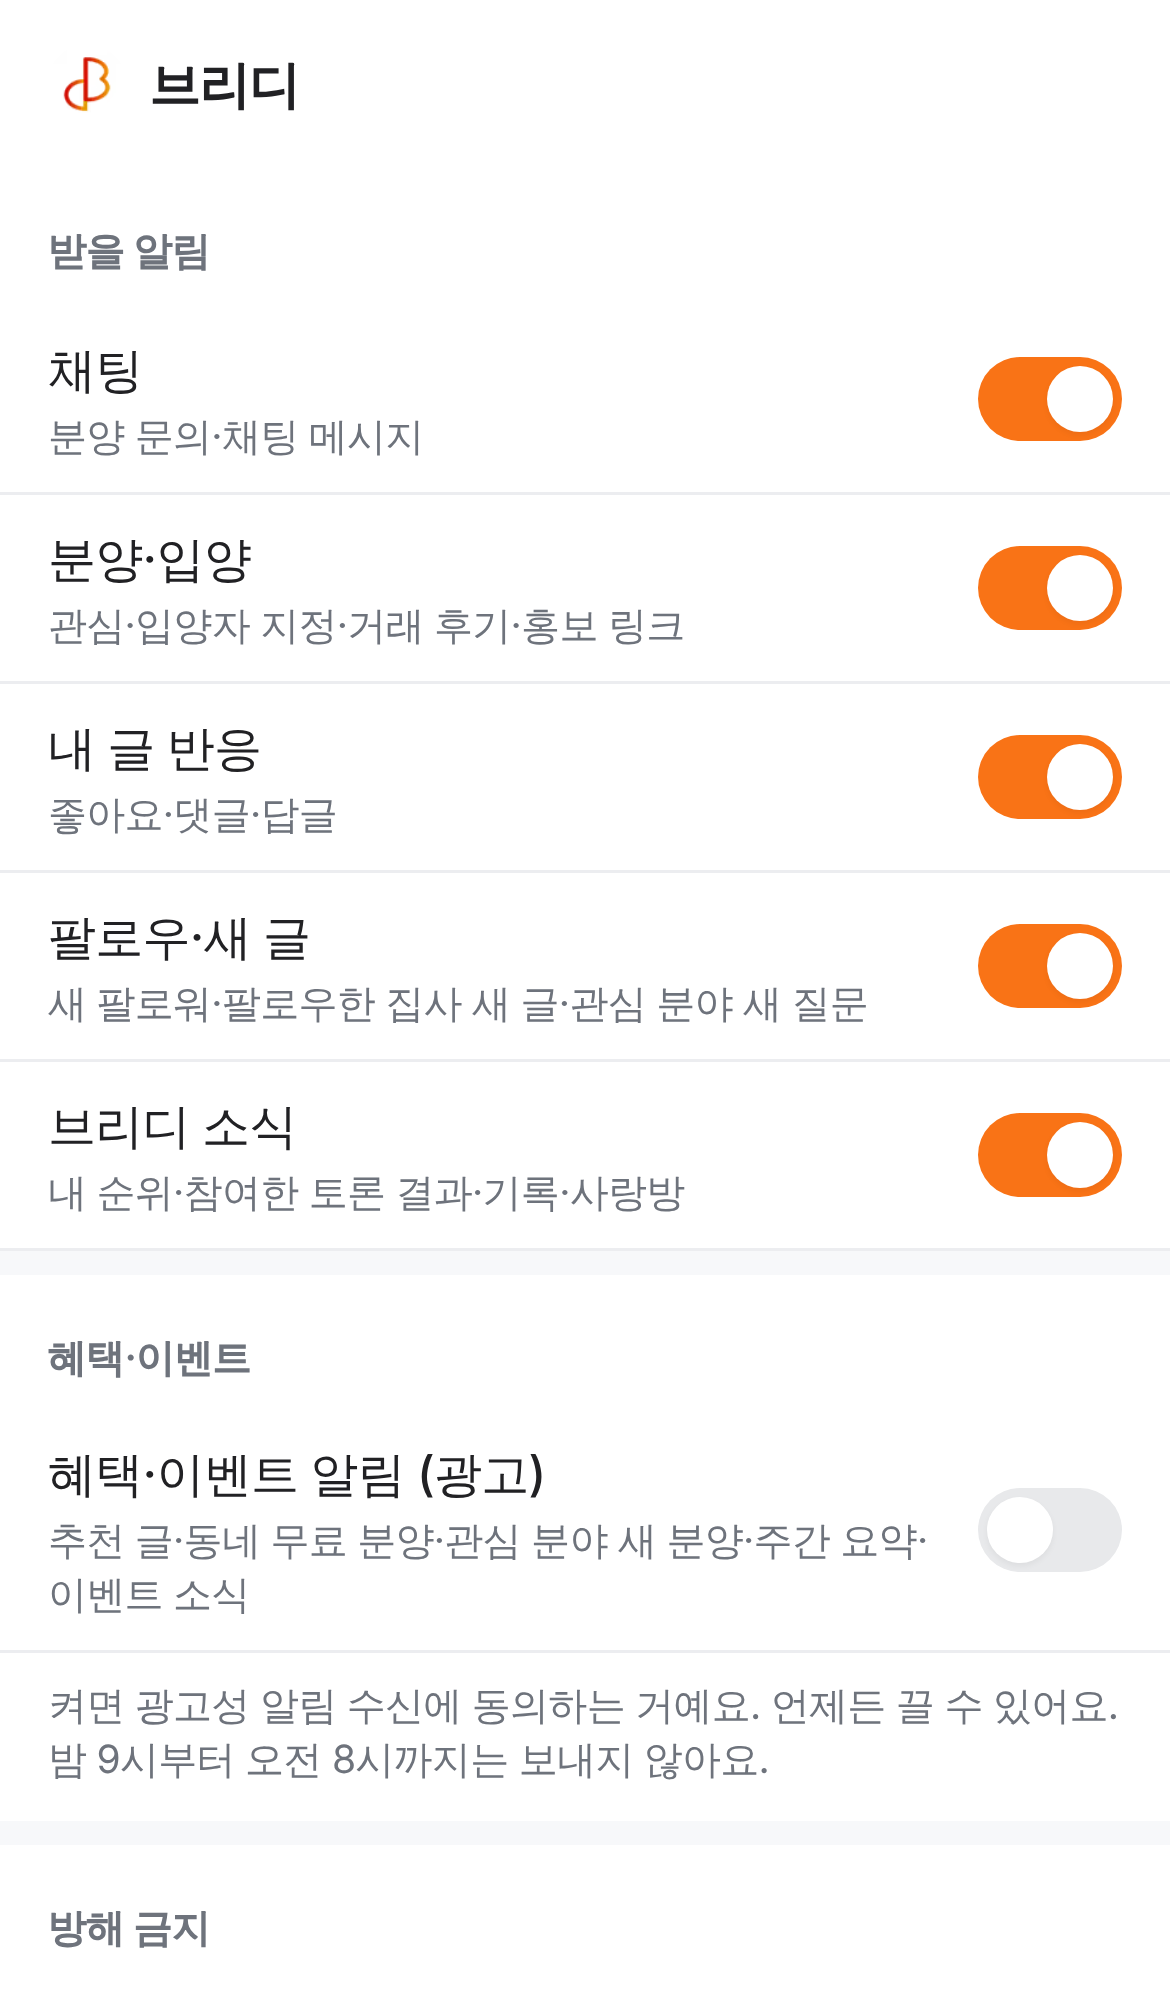 브리디
받을 알림
채팅
분양 문의·채팅 메시지
분양·입양
관심·입양자 지정·거래 후기·홍보 링크
내 글 반응
좋아요·댓글·답글
팔로우·새 글
새 팔로워·팔로우한 집사 새 글·관심 분야 새 질문
브리디 소식
내 순위·참여한 토론 결과·기록·사랑방
혜택·이벤트
혜택·이벤트 알림 (광고)
추천 글·동네 무료 분양·관심 분야 새 분양·주간 요약·
이벤트 소식
켜면 광고성 알림 수신에 동의하는 거예요. 언제든 끌 수 있어요.
밤 9시부터 오전 8시까지는 보내지 않아요.
방해 금지